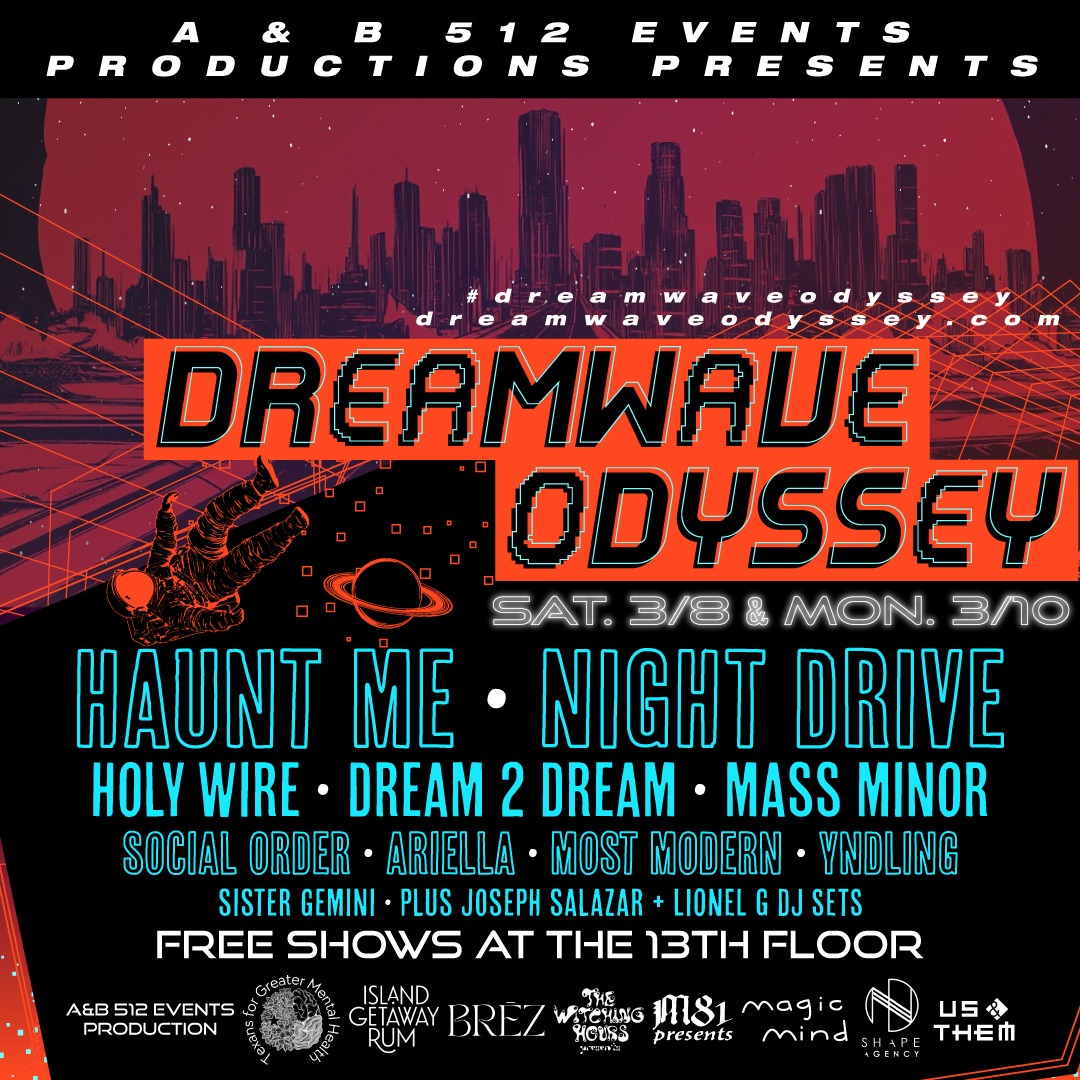 A & B 512 EVENTS
PRODUCTIONS PRESENTS
#dreamwaveodyssey
dreamwaveodyssey.com
DREAMWAVE
ODYSSEY
SAT. 3/8 & MON. 3/10
HAUNT ME • NIGHT DRIVE
HOLY WIRE • DREAM 2 DREAM • MASS MINOR
SOCIAL ORDER • ARIELLA • MOST MODERN • YNDLING
SISTER GEMINI • PLUS JOSEPH SALAZAR + LIONEL G DJ SETS
FREE SHOWS AT THE 13TH FLOOR
A&B 512 EVENTS
PRODUCTION
Texans for Greater Mental Health
ISLAND
GETAWAY
RUM
BRĒZ
THE
WITCHING
HOURS
presents
M81
presents
magic
mind
SHAPE
AGENCY
US
THEM